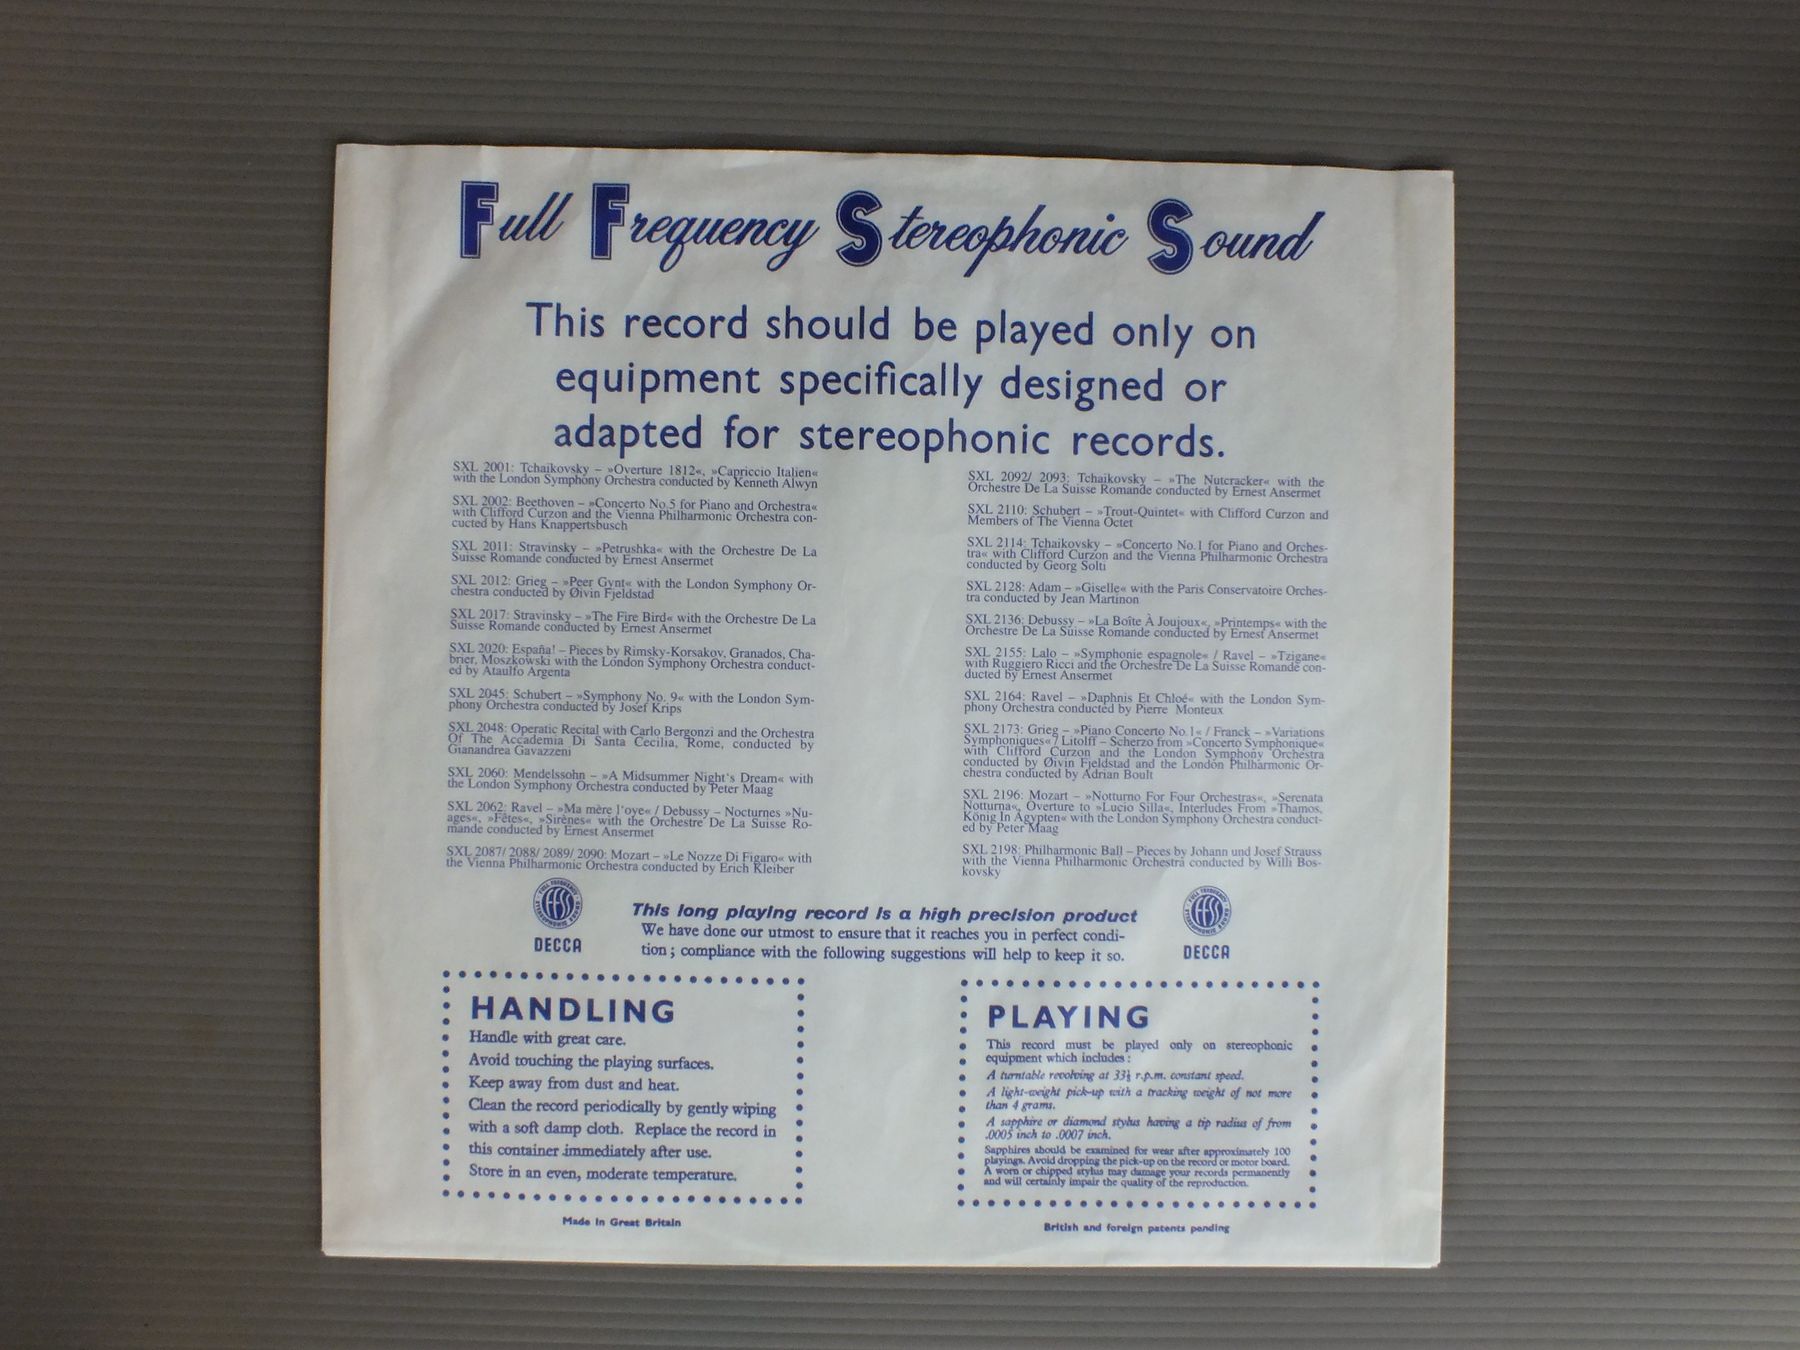 Full Frequency Stereophonic Sound
This record should be played only on
equipment specifically designed or
adapted for stereophonic records.
SXL 2001: Tchaikovsky – »Overture 1812«, »Capriccio Italien«
with the London Symphony Orchestra conducted by Kenneth Alwyn
SXL 2002: Beethoven – »Concerto No.5 for Piano and Orchestra«
with Clifford Curzon and the Vienna Philharmonic Orchestra con-
cucted by Hans Knappertsbusch
SXL 2011: Stravinsky – »Petrushka« with the Orchestre De La
Suisse Romande conducted by Ernest Ansermet
SXL 2012: Grieg – »Peer Gynt« with the London Symphony Or-
chestra conducted by Øivin Fjeldstad
SXL 2017: Stravinsky – »The Fire Bird« with the Orchestre De La
Suisse Romande conducted by Ernest Ansermet
SXL 2020: España! – Pieces by Rimsky-Korsakov, Granados, Cha-
brier, Moszkowski with the London Symphony Orchestra conduct-
ed by Ataulfo Argenta
SXL 2045: Schubert – »Symphony No. 9« with the London Sym-
phony Orchestra conducted by Josef Krips
SXL 2048: Operatic Recital with Carlo Bergonzi and the Orchestra
Of The Accademia Di Santa Cecilia, Rome, conducted by
Gianandrea Gavazzeni
SXL 2060: Mendelssohn – »A Midsummer Night's Dream« with
the London Symphony Orchestra conducted by Peter Maag
SXL 2062: Ravel – »Ma mère l'oye« / Debussy – Nocturnes »Nu-
ages«, »Fêtes«, »Sirènes« with the Orchestre De La Suisse Ro-
mande conducted by Ernest Ansermet
SXL 2087/ 2088/ 2089/ 2090: Mozart – »Le Nozze Di Figaro« with
the Vienna Philharmonic Orchestra conducted by Erich Kleiber
SXL 2092/ 2093: Tchaikovsky – »The Nutcracker« with the
Orchestre De La Suisse Romande conducted by Ernest Ansermet
SXL 2110: Schubert – »Trout-Quintet« with Clifford Curzon and
Members of The Vienna Octet
SXL 2114: Tchaikovsky – »Concerto No.1 for Piano and Orches-
tra« with Clifford Curzon and the Vienna Philharmonic Orchestra
conducted by Georg Solti
SXL 2128: Adam – »Giselle« with the Paris Conservatoire Orches-
tra conducted by Jean Martinon
SXL 2136: Debussy – »La Boîte À Joujoux«, »Printemps« with the
Orchestre De La Suisse Romande conducted by Ernest Ansermet
SXL 2155: Lalo – »Symphonie espagnole« / Ravel – »Tzigane«
with Ruggiero Ricci and the Orchestre De La Suisse Romande con-
ducted by Ernest Ansermet
SXL 2164: Ravel – »Daphnis Et Chloé« with the London Sym-
phony Orchestra conducted by Pierre Monteux
SXL 2173: Grieg – »Piano Concerto No.1« / Franck – »Variations
Symphoniques« / Litolff – Scherzo from »Concerto Symphonique«
with Clifford Curzon and the London Symphony Orchestra
conducted by Øivin Fjeldstad and the London Philharmonic Or-
chestra conducted by Adrian Boult
SXL 2196: Mozart – »Notturno For Four Orchestras«, »Serenata
Notturna«, Overture to »Lucio Silla«, Interludes From »Thamos,
König In Ägypten« with the London Symphony Orchestra conduct-
ed by Peter Maag
SXL 2198: Philharmonic Ball – Pieces by Johann und Josef Strauss
with the Vienna Philharmonic Orchestra conducted by Willi Bos-
kovsky
FULL FREQUENCY STEREOPHONIC SOUND
FFSS
DECCA
This long playing record is a high precision product
We have done our utmost to ensure that it reaches you in perfect condi-
tion; compliance with the following suggestions will help to keep it so.
FULL FREQUENCY STEREOPHONIC SOUND
FFSS
DECCA
HANDLING
Handle with great care.
Avoid touching the playing surfaces.
Keep away from dust and heat.
Clean the record periodically by gently wiping
with a soft damp cloth. Replace the record in
this container immediately after use.
Store in an even, moderate temperature.
Made in Great Britain
PLAYING
This record must be played only on stereophonic
equipment which includes:
A turntable revolving at 33⅓ r.p.m. constant speed.
A light-weight pick-up with a tracking weight of not more
than 4 grams.
A sapphire or diamond stylus having a tip radius of from
.0005 inch to .0007 inch.
Sapphires should be examined for wear after approximately 100
playings. Avoid dropping the pick-up on the record or motor board.
A worn or chipped stylus may damage your records permanently
and will certainly impair the quality of the reproduction.
British and foreign patents pending